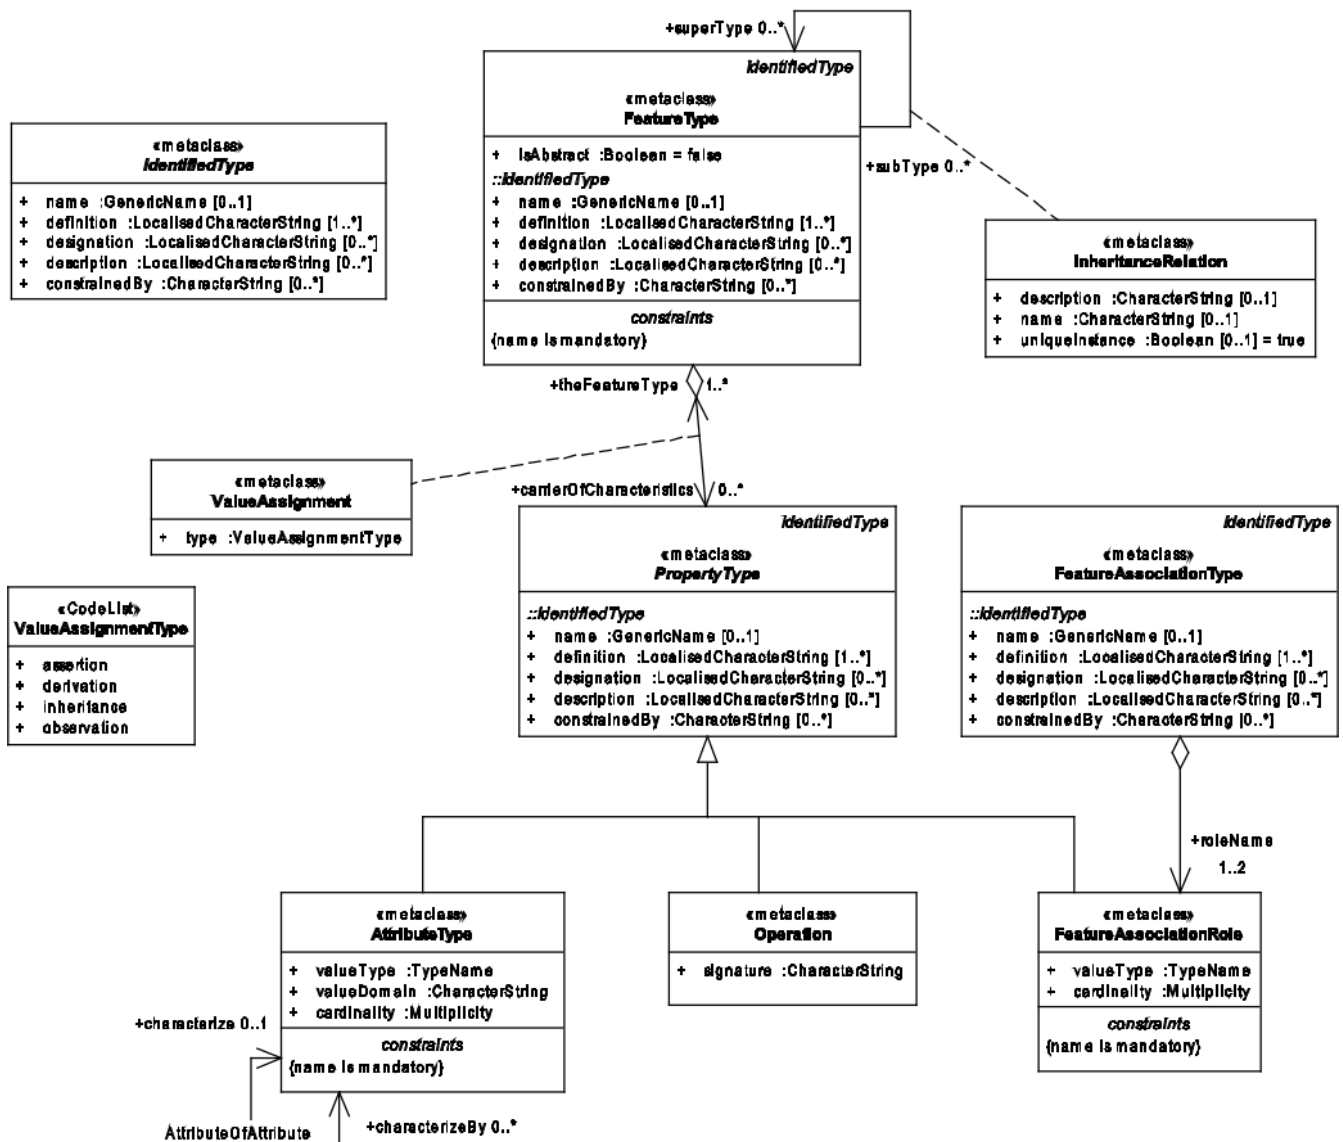 +superType 0..*
IdentifiedType
«metaclass»
FeatureType
+ isAbstract :Boolean = false
::IdentifiedType
+ name :GenericName [0..1]
+ definition :LocalisedCharacterString [1..*]
+ designation :LocalisedCharacterString [0..*]
+ description :LocalisedCharacterString [0..*]
+ constrainedBy :CharacterString [0..*]
constraints
{name is mandatory}
+subType 0..*
«metaclass»
IdentifiedType
+ name :GenericName [0..1]
+ definition :LocalisedCharacterString [1..*]
+ designation :LocalisedCharacterString [0..*]
+ description :LocalisedCharacterString [0..*]
+ constrainedBy :CharacterString [0..*]
«metaclass»
InheritanceRelation
+ description :CharacterString [0..1]
+ name :CharacterString [0..1]
+ uniqueInstance :Boolean [0..1] = true
+theFeatureType 1..*
«metaclass»
ValueAssignment
+ type :ValueAssignmentType
+carrierOfCharacteristics 0..*
IdentifiedType
«metaclass»
PropertyType
::IdentifiedType
+ name :GenericName [0..1]
+ definition :LocalisedCharacterString [1..*]
+ designation :LocalisedCharacterString [0..*]
+ description :LocalisedCharacterString [0..*]
+ constrainedBy :CharacterString [0..*]
IdentifiedType
«metaclass»
FeatureAssociationType
::IdentifiedType
+ name :GenericName [0..1]
+ definition :LocalisedCharacterString [1..*]
+ designation :LocalisedCharacterString [0..*]
+ description :LocalisedCharacterString [0..*]
+ constrainedBy :CharacterString [0..*]
«CodeList»
ValueAssignmentType
+ assertion
+ derivation
+ inheritance
+ observation
+roleName
1..2
«metaclass»
AttributeType
+ valueType :TypeName
+ valueDomain :CharacterString
+ cardinality :Multiplicity
constraints
{name is mandatory}
«metaclass»
Operation
+ signature :CharacterString
«metaclass»
FeatureAssociationRole
+ valueType :TypeName
+ cardinality :Multiplicity
constraints
{name is mandatory}
+characterize 0..1
AttributeOfAttribute
+characterizeBy 0..*